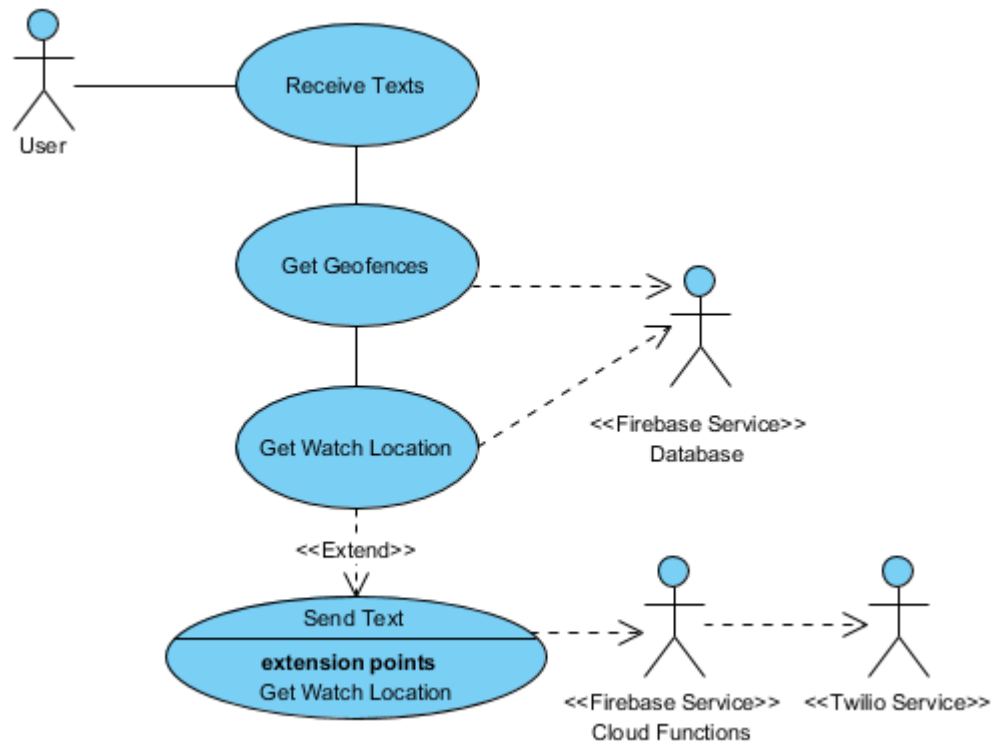 Receive Texts
User
Get Geofences
<<Firebase Service>>
Database
Get Watch Location
<<Extend>>
Send Text
extension points
Get Watch Location
<<Firebase Service>>
Cloud Functions
<<Twilio Service>>